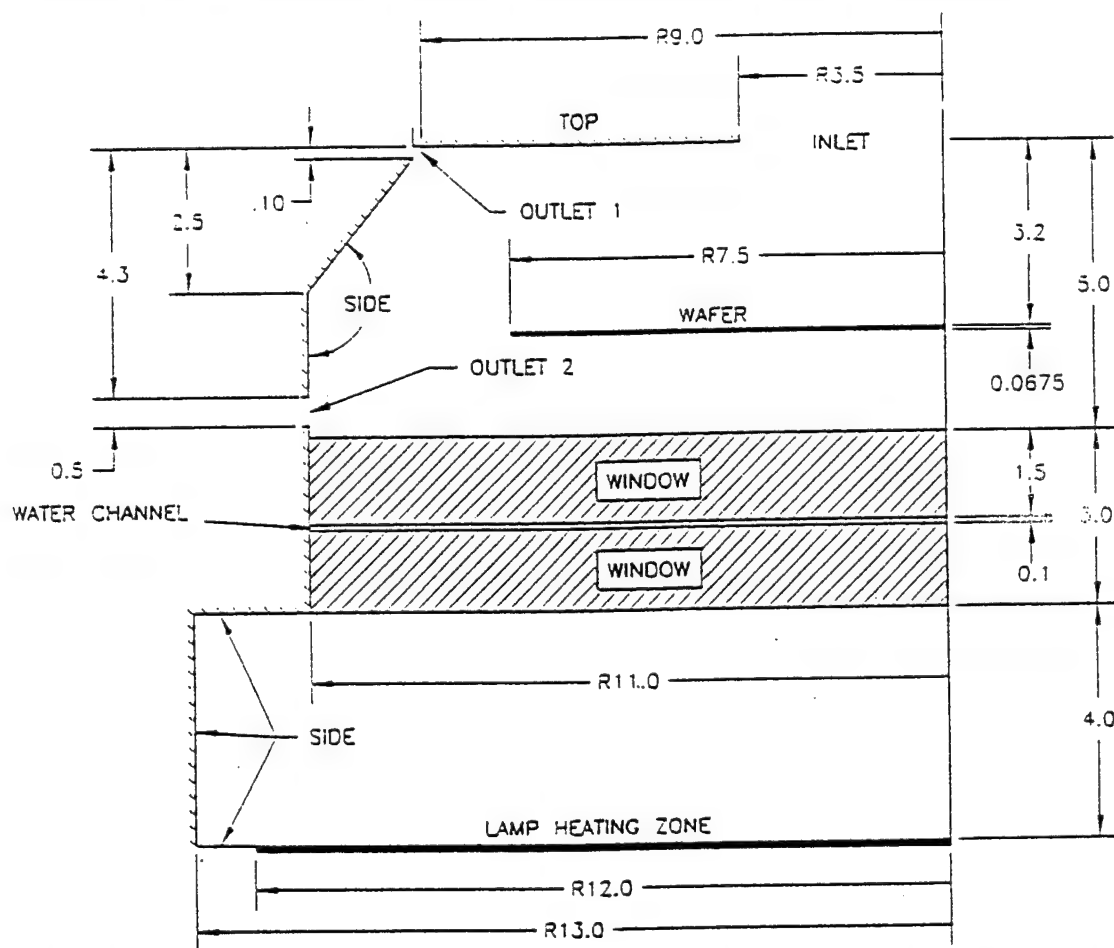 R9.0
R3.5
TOP
INLET
.10
OUTLET 1
2.5
3.2
4.3
R7.5
5.0
SIDE
WAFER
OUTLET 2
0.0675
0.5
WINDOW
1.5
WATER CHANNEL
3.0
WINDOW
0.1
R11.0
4.0
SIDE
LAMP HEATING ZONE
R12.0
R13.0